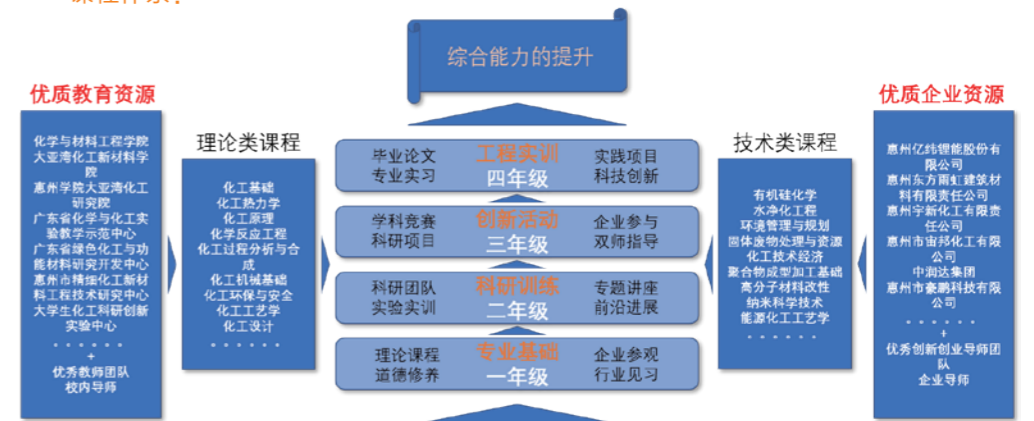 课程体系：
综合能力的提升
优质教育资源
化学与材料工程学院
大亚湾化工新材料学
院
惠州学院大亚湾化工
研究院
广东省化学与化工实
验教学示范中心
广东省绿色化工与功
能材料研究开发中心
惠州市精细化工新材
料工程技术研究中心
大学生化工科研创新
实验中心
······
+
优秀教师团队
校内导师
理论类课程
化工基础
化工热力学
化工原理
化学反应工程
化工过程分析与合
成
化工机械基础
化工环保与安全
化工工艺学
化工设计
······
毕业论文 工程实训 实践项目
专业实习 四年级 科技创新
学科竞赛 创新活动 企业参与
科研项目 三年级 双师指导
科研团队 科研训练 专题讲座
实验实训 二年级 前沿进展
理论课程 专业基础 企业参观
道德修养 一年级 行业见习
技术类课程
有机硅化学
水净化工程
环境管理与规划
固体废物处理与资源
化工技术经济
聚合物成型加工基础
高分子材料改性
纳米科学技术
能源化工工艺学
······
优质企业资源
惠州亿纬锂能股份有
限公司
惠州东方雨虹建筑材
料有限责任公司
惠州宇新化工有限责
任公司
惠州市宙邦化工有限
公司
中润达集团
惠州市豪鹏科技有限
公司
······
+
优秀创新创业导师团
队
企业导师